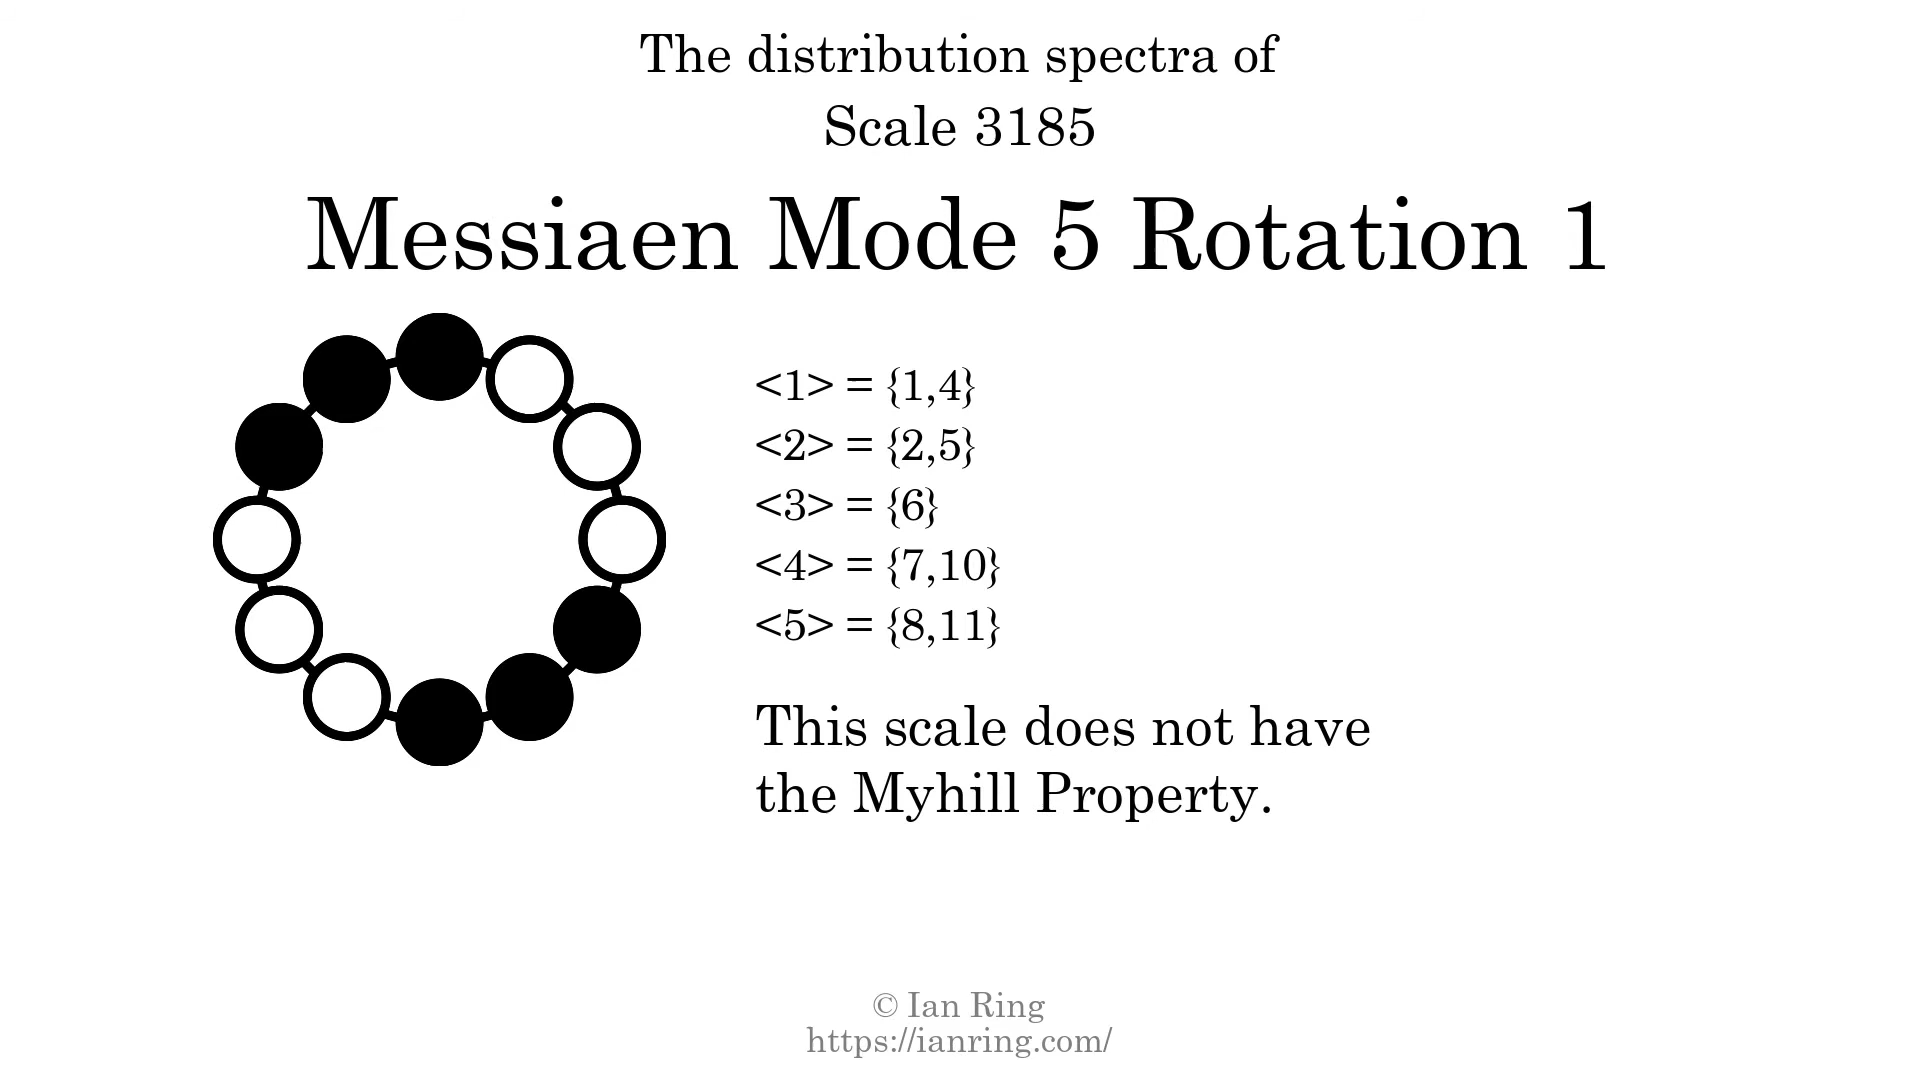 The distribution spectra of
Scale 3185
Messiaen Mode 5 Rotation 1
<1> = {1,4}
<2> = {2,5}
<3> = {6}
<4> = {7,10}
<5> = {8,11}
This scale does not have
the Myhill Property.
© Ian Ring
https://ianring.com/